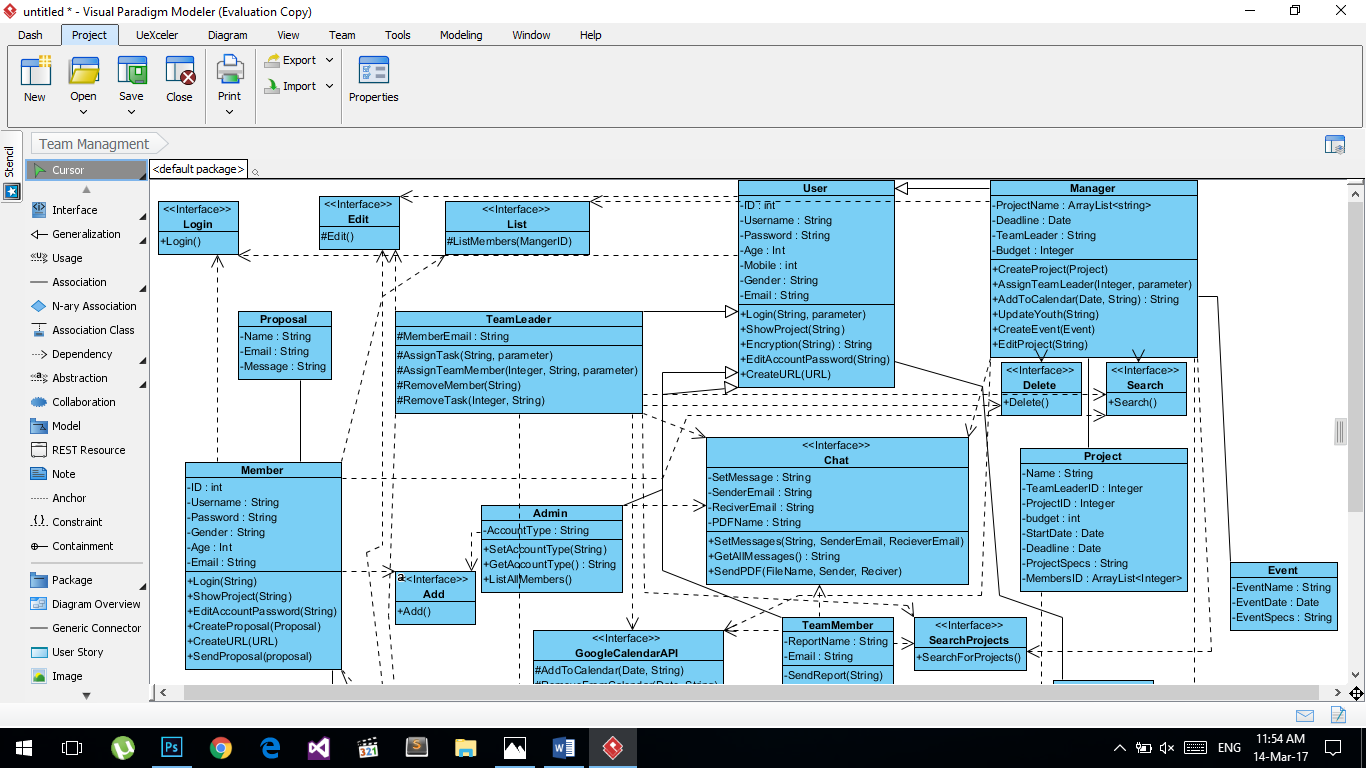 untitled * - Visual Paradigm Modeler (Evaluation Copy)
Dash Project UeXceler Diagram View Team Tools Modeling Window Help
New Open Save Close Print Export Import Properties
Team Managment
Stencil
Cursor
Interface
Generalization
Usage
Association
N-ary Association
Association Class
Dependency
Abstraction
Collaboration
Model
REST Resource
Note
Anchor
Constraint
Containment
Package
Diagram Overview
Generic Connector
User Story
Image
<default package>
<<Interface>>
Login
+Login()
<<Interface>>
Edit
#Edit()
<<Interface>>
List
#ListMembers(MangerID)
User
-ID : int
-Username : String
-Password : String
-Age : Int
-Mobile : int
-Gender : String
-Email : String
+Login(String, parameter)
+ShowProject(String)
+Encryption(String) : String
+EditAccountPassword(String)
+CreateURL(URL)
Manager
-ProjectName : ArrayList<string>
-Deadline : Date
-TeamLeader : String
-Budget : Integer
+CreateProject(Project)
+AssignTeamLeader(Integer, parameter)
+AddToCalendar(Date, String) : String
+UpdateYouth(String)
+CreateEvent(Event)
+EditProject(String)
Proposal
-Name : String
-Email : String
-Message : String
TeamLeader
#MemberEmail : String
#AssignTask(String, parameter)
#AssignTeamMember(Integer, String, parameter)
#RemoveMember(String)
#RemoveTask(Integer, String)
<<Interface>>
Delete
+Delete()
<<Interface>>
Search
+Search()
<<Interface>>
Chat
-SetMessage : String
-SenderEmail : String
-ReciverEmail : String
-PDFName : String
+SetMessages(String, SenderEmail, RecieverEmail)
+GetAllMessages() : String
+SendPDF(FileName, Sender, Reciver)
Project
-Name : String
-TeamLeaderID : Integer
-ProjectID : Integer
-budget : int
-StartDate : Date
-Deadline : Date
-ProjectSpecs : String
-MembersID : ArrayList<Integer>
Member
-ID : int
-Username : String
-Password : String
-Gender : String
-Age : Int
-Email : String
+Login(String)
+ShowProject(String)
+EditAccountPassword(String)
+CreateProject(Proposal)
+CreateURL(URL)
+SendProposal(proposal)
Admin
-AccountType : String
+SetAccountType(String)
+GetAccountType() : String
+ListAllMembers()
a
<<Interface>>
Add
+Add()
Event
-EventName : String
-EventDate : Date
-EventSpecs : String
<<Interface>>
GoogleCalendarAPI
#AddToCalendar(Date, String)
#RemoveFromCalendar(Date, String)
TeamMember
-ReportName : String
-Email : String
-SendReport(String)
<<Interface>>
SearchProjects
+SearchForProjects()
Ps
321
S
W
ENG
11:54 AM
14-Mar-17